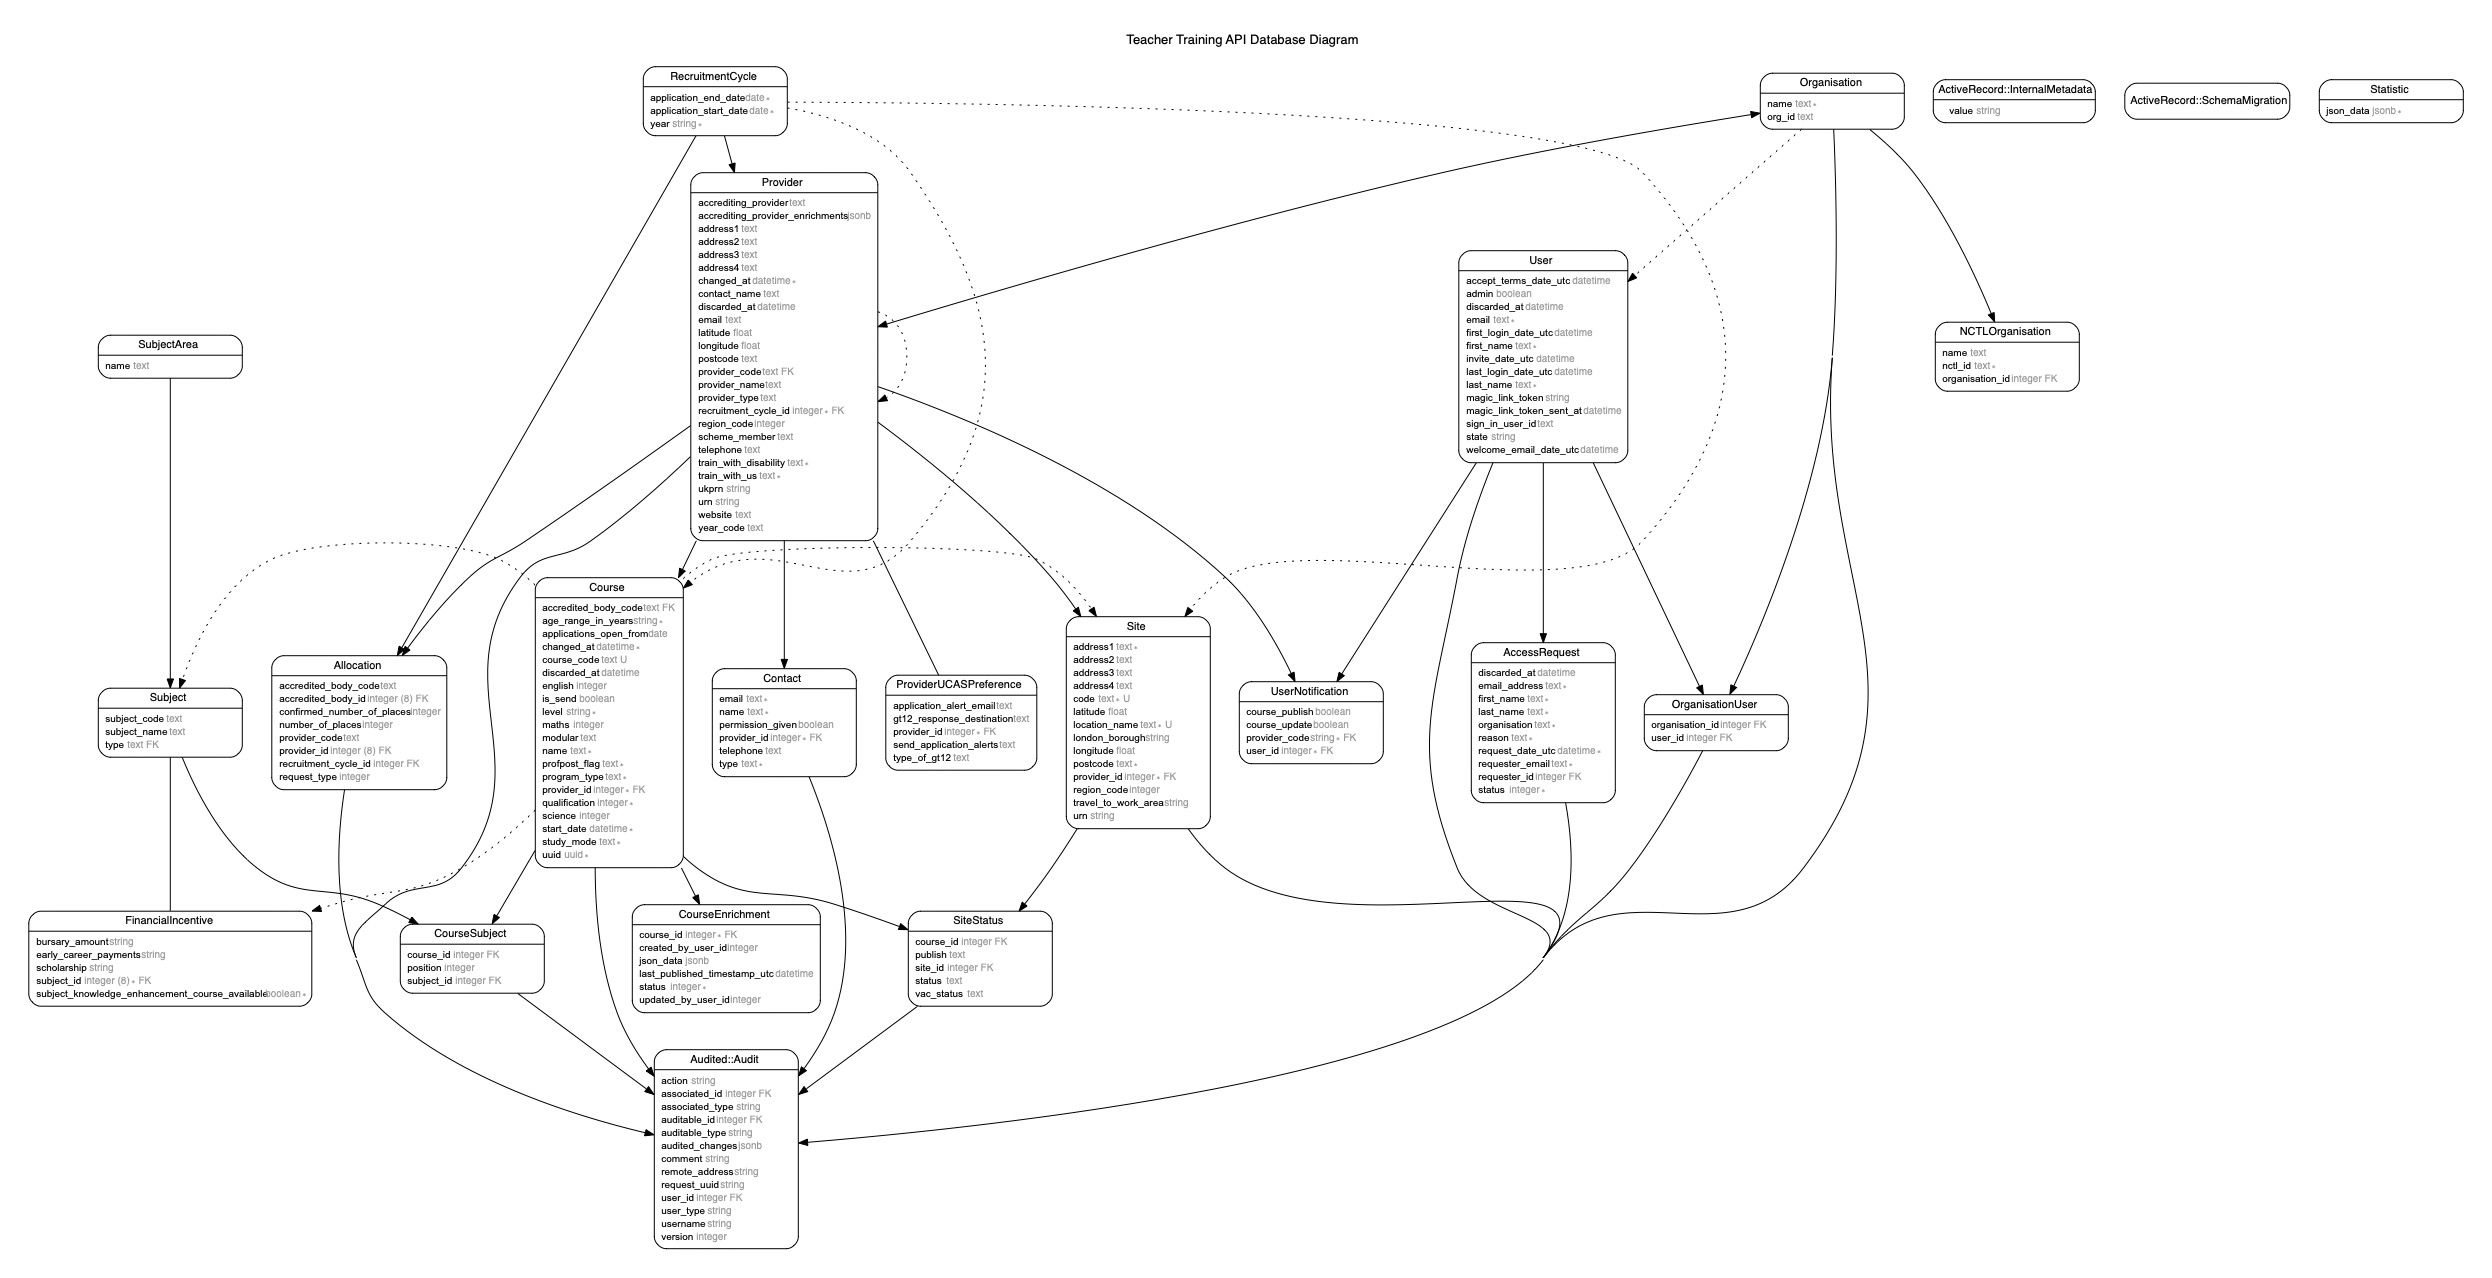 Teacher Training API Database Diagram
RecruitmentCycle
application_end_date date *
application_start_date date *
year string *
Organisation
name text *
org_id text
ActiveRecord::InternalMetadata
value string
ActiveRecord::SchemaMigration
Statistic
json_data jsonb *
Provider
accrediting_provider text
accrediting_provider_enrichments jsonb
address1 text
address2 text
address3 text
address4 text
changed_at datetime *
contact_name text
discarded_at datetime
email text
latitude float
longitude float
postcode text
provider_code text FK
provider_name text
provider_type text
recruitment_cycle_id integer * FK
region_code integer
scheme_member text
telephone text
train_with_disability text *
train_with_us text *
ukprn string
urn string
website text
year_code text
User
accept_terms_date_utc datetime
admin boolean
discarded_at datetime
email text *
first_login_date_utc datetime
first_name text *
invite_date_utc datetime
last_login_date_utc datetime
last_name text *
magic_link_token string
magic_link_token_sent_at datetime
sign_in_user_id text
state string
welcome_email_date_utc datetime
NCTLOrganisation
name text
nctl_id text *
organisation_id integer FK
SubjectArea
name text
Course
accredited_body_code text FK
age_range_in_years string *
applications_open_from date
changed_at datetime *
course_code text U
discarded_at datetime
english integer
is_send boolean
level string *
maths integer
modular text
name text *
profpost_flag text *
program_type text *
provider_id integer * FK
qualification integer *
science integer
start_date datetime *
study_mode text *
uuid uuid *
Site
address1 text *
address2 text
address3 text
address4 text
code text * U
latitude float
location_name text * U
london_borough string
longitude float
postcode text *
provider_id integer * FK
region_code integer
travel_to_work_area string
urn string
AccessRequest
discarded_at datetime
email_address text *
first_name text *
last_name text *
organisation text *
reason text *
request_date_utc datetime *
requester_email text *
requester_id integer FK
status integer *
Allocation
accredited_body_code text
accredited_body_id integer (8) FK
confirmed_number_of_places integer
number_of_places integer
provider_code text
provider_id integer (8) FK
recruitment_cycle_id integer FK
request_type integer
Contact
email text *
name text *
permission_given boolean
provider_id integer * FK
telephone text
type text *
ProviderUCASPreference
application_alert_email text
gt12_response_destination text
provider_id integer * FK
send_application_alerts text
type_of_gt12 text
UserNotification
course_publish boolean
course_update boolean
provider_code string * FK
user_id integer * FK
Subject
subject_code text
subject_name text
type text FK
OrganisationUser
organisation_id integer FK
user_id integer FK
FinancialIncentive
bursary_amount string
early_career_payments string
scholarship string
subject_id integer (8) * FK
subject_knowledge_enhancement_course_available boolean *
CourseSubject
course_id integer FK
position integer
subject_id integer FK
CourseEnrichment
course_id integer * FK
created_by_user_id integer
json_data jsonb
last_published_timestamp_utc datetime
status integer *
updated_by_user_id integer
SiteStatus
course_id integer FK
publish text
site_id integer FK
status text
vac_status text
Audited::Audit
action string
associated_id integer FK
associated_type string
auditable_id integer FK
auditable_type string
audited_changes jsonb
comment string
remote_address string
request_uuid string
user_id integer FK
user_type string
username string
version integer